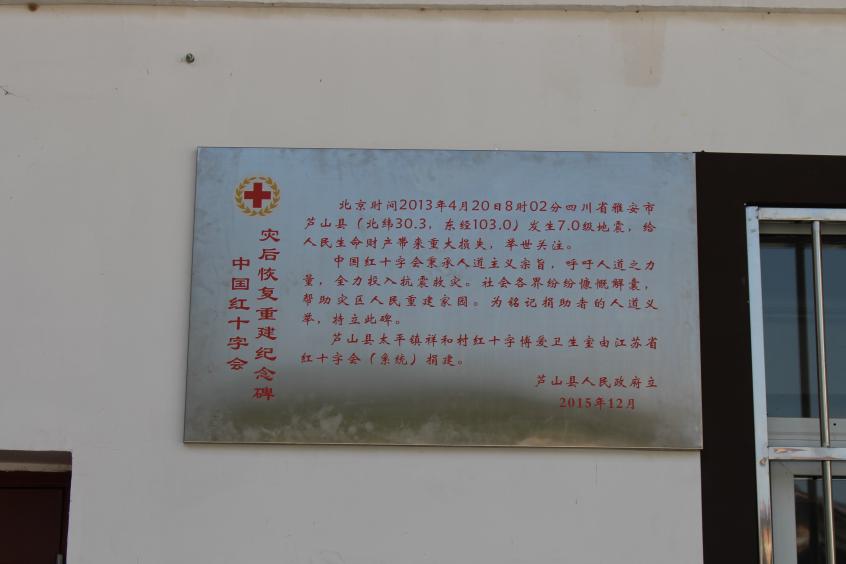 中国红十字会
灾后恢复重建纪念碑
北京时间2013年4月20日8时02分四川省雅安市
芦山县（北纬30.3，东经103.0）发生7.0级地震，给
人民生命财产带来重大损失，举世关注。
中国红十字会秉承人道主义宗旨，呼吁人道之力
量，全力投入抗震救灾。社会各界纷纷慷慨解囊，
帮助灾区人民重建家园。为铭记捐助者的人道义
举，特立此碑。
芦山县太平镇祥和村红十字博爱卫生室由江苏省
红十字会（系统）捐建。
芦山县人民政府立
2015年12月